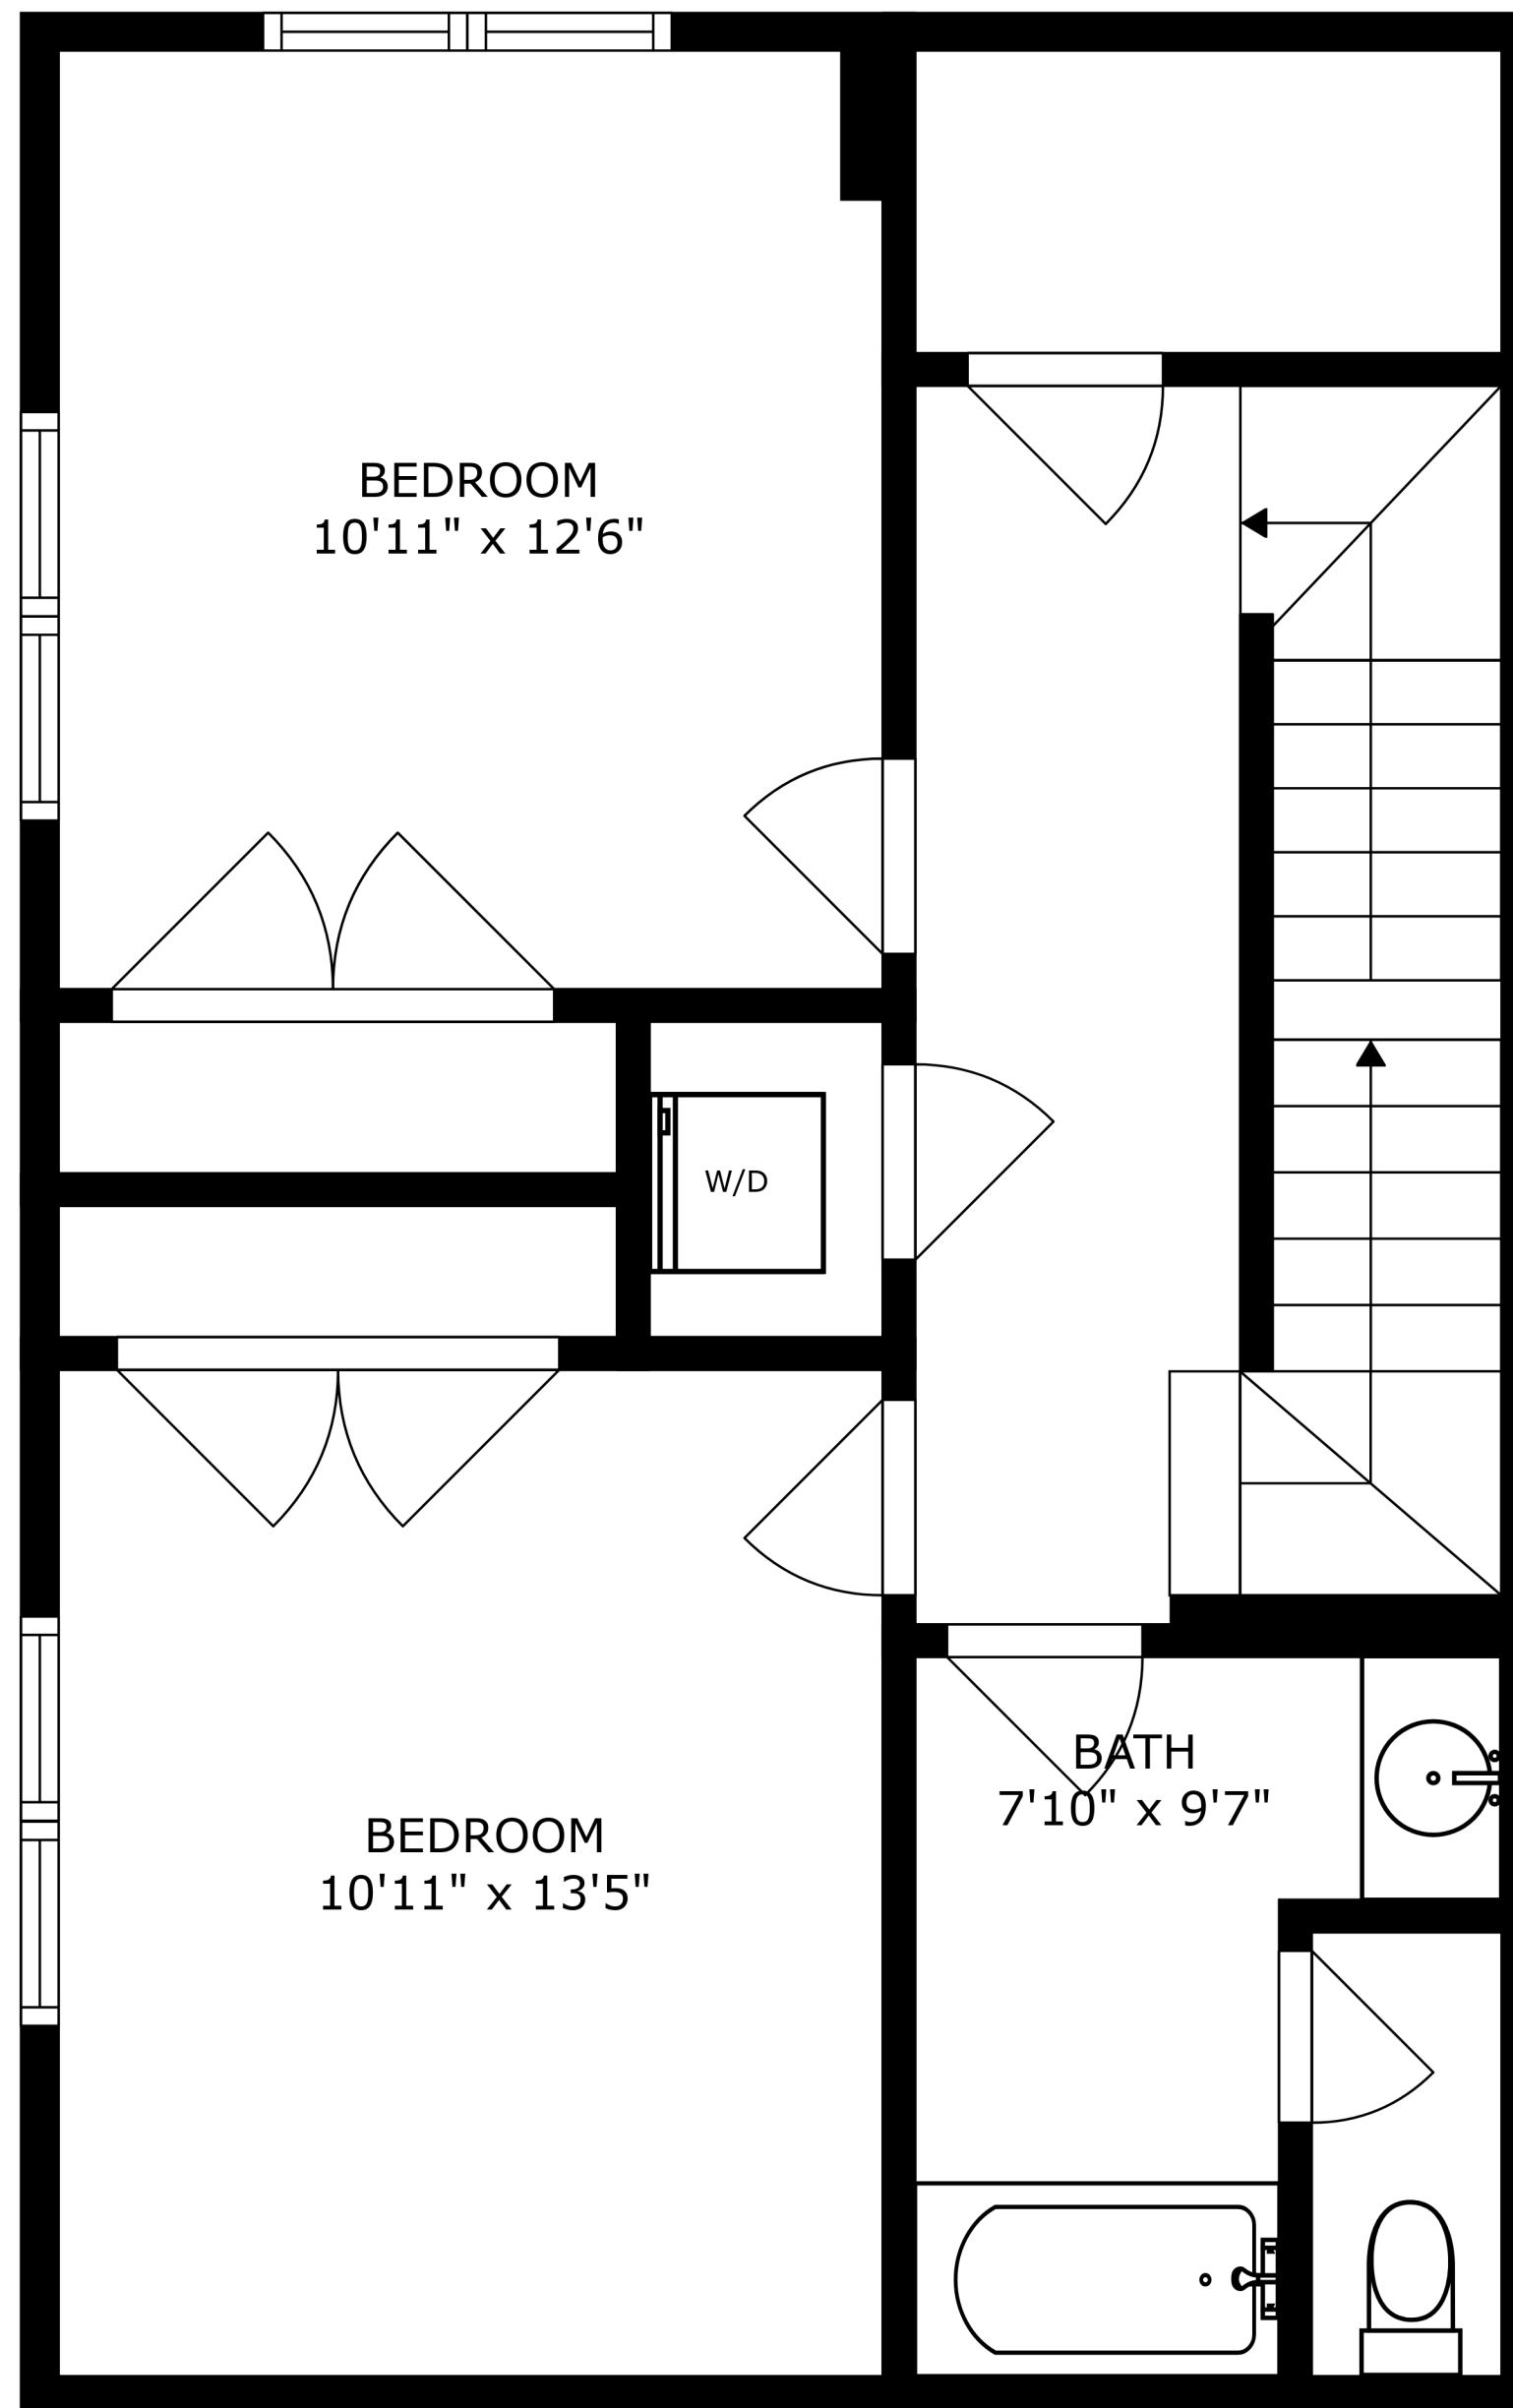 BEDROOM
10'11" x 12'6"
W/D
BATH
7'10" x 9'7"
BEDROOM
10'11" x 13'5"